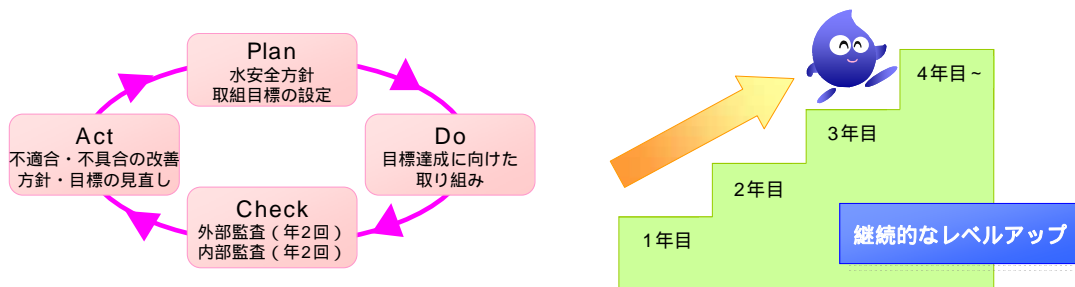 Plan
水安全方針
取組目標の設定
Do
目標達成に向けた
取り組み
Check
外部監査（年2回）
内部監査（年2回）
Act
不適合・不具合の改善
方針・目標の見直し
1年目
2年目
3年目
4年目～
継続的なレベルアップ